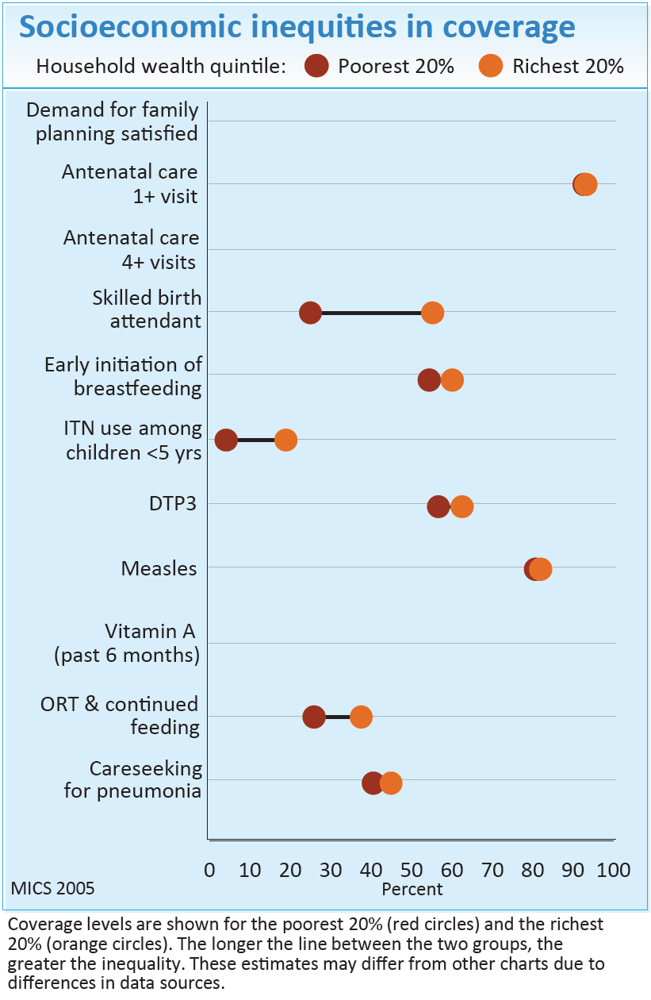 Socioeconomic inequities in coverage
Household wealth quintile: Poorest 20% Richest 20%
Demand for family
planning satisfied
Antenatal care
1+ visit
Antenatal care
4+ visits
Skilled birth
attendant
Early initiation of
breastfeeding
ITN use among
children <5 yrs
DTP3
Measles
Vitamin A
(past 6 months)
ORT & continued
feeding
Careseeking
for pneumonia
0 10 20 30 40 50 60 70 80 90 100
Percent
MICS 2005
Coverage levels are shown for the poorest 20% (red circles) and the richest
20% (orange circles). The longer the line between the two groups, the
greater the inequality. These estimates may differ from other charts due to
differences in data sources.